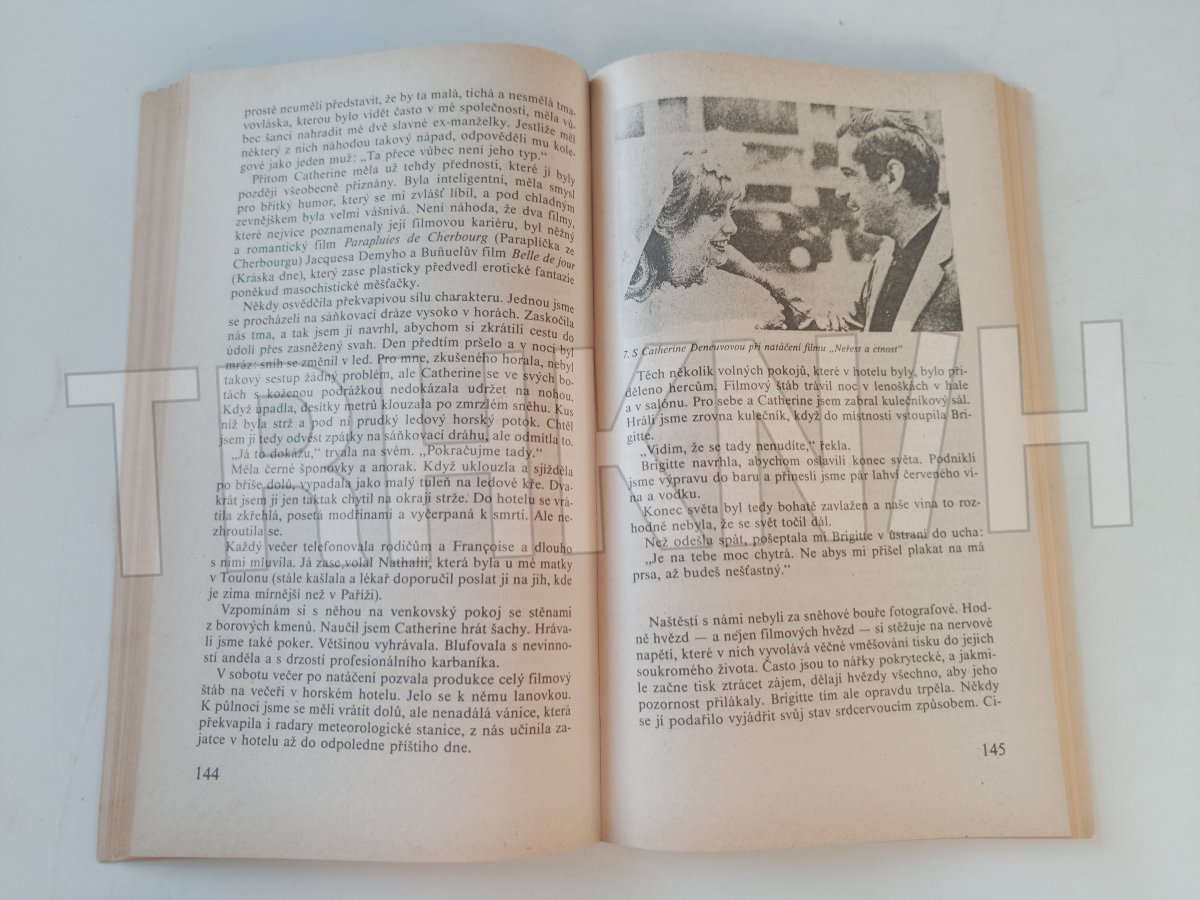 prostě neuměli představit, že by ta malá, tichá a nesmělá tma-
vovláska, kterou bylo vidět často v mé společnosti, měla vů-
bec šanci nahradit mé dvě slavné ex-manželky. Jestliže měl
některý z nich náhodou takový nápad, odpověděli mu kole-
gové jako jeden muž: „Ta přece vůbec není jeho typ.“
Přitom Catherine měla už tehdy přednosti, které jí byly
později všeobecně přiznány. Byla inteligentní, měla smysl
pro břitký humor, který se mi zvlášť líbil, a pod chladným
zevnějškem byla velmi vášnivá. Není náhoda, že dva filmy,
které nejvíce poznamenaly její filmovou kariéru, byl něžný
a romantický film Parapluies de Cherbourg (Paraplíčka ze
Cherbourgu) Jacquesa Demyho a Buñuelův film Belle de jour
(Kráska dne), který zase plasticky předvedl erotické fantazie
poněkud masochistické měšťačky.
Někdy osvědčila překvapivou sílu charakteru. Jednou jsme
se procházeli na sáňkovací dráze vysoko v horách. Zaskočila
nás tma, a tak jsem jí navrhl, abychom si zkrátili cestu do
údolí přes zasněžený svah. Den předtím pršelo a v noci byl
mráz: sníh se změnil v led. Pro mne, zkušeného horala, nebyl
takový sestup žádný problém, ale Catherine se ve svých bo-
tách s koženou podrážkou nedokázala udržet na nohou.
Když upadla, desítky metrů klouzala po zmrzlém sněhu. Kus
níž byla strž a pod ní prudký ledový horský potok. Chtěl
jsem ji tedy odvést zpátky na sáňkovací dráhu, ale odmítla to.
„Já to dokážu,“ trvala na svém. „Pokračujme tady.“
Měla černé šponovky a anorak. Když uklouzla a sjížděla
po břiše dolů, vypadala jako malý tuleň na ledové kře. Dva-
krát jsem ji jen taktak chytil na okraji strže. Do hotelu se vrá-
tila zkřehlá, posetá modřinami a vyčerpaná k smrti. Ale ne-
zhroutila se.
Každý večer telefonovala rodičům a Françoise a dlouho
s nimi mluvila. Já zase volal Nathalii, která byla u mé matky
v Toulonu (stále kašlala a lékař doporučil poslat ji na jih, kde
je zima mírnější než v Paříži).
Vzpomínám si s něhou na venkovský pokoj se stěnami
z borových kmenů. Naučil jsem Catherine hrát šachy. Hráva-
li jsme také poker. Většinou vyhrávala. Blufovala s nevinno-
stí anděla a s drzostí profesionálního karbaníka.
V sobotu večer po natáčení pozvala produkce celý filmový
štáb na večeři v horském hotelu. Jelo se k němu lanovkou.
K půlnoci jsme se měli vrátit dolů, ale nenadálá vánice, která
překvapila i radary meteorologické stanice, z nás učinila za-
jatce v hotelu až do odpoledne příštího dne.
144
7. S Catherine Deneuvovou při natáčení filmu „Neřest a ctnost“
Těch několik volných pokojů, které v hotelu byly, bylo při-
děleno hercům. Filmový štáb trávil noc v lenoškách v hale
a v salónu. Pro sebe a Catherine jsem zabral kulečníkový sál.
Hráli jsme zrovna kulečník, když do místnosti vstoupila Bri-
gitte.
„Vidím, že se tady nenudíte,“ řekla.
Brigitte navrhla, abychom oslavili konec světa. Podnikli
jsme výpravu do baru a přinesli jsme pár lahví červeného ví-
na a vodku.
Konec světa byl tedy bohatě zavlažen a naše vina to roz-
hodně nebyla, že se svět točil dál.
Než odešla spát, pošeptala mi Brigitte v ústraní do ucha:
„Je na tebe moc chytrá. Ne abys mi přišel plakat na má
prsa, až budeš nešťastný.“
Naštěstí s námi nebyli za sněhové bouře fotografové. Hod-
ně hvězd — a nejen filmových hvězd — si stěžuje na nervové
napětí, které v nich vyvolává věčné vměšování tisku do jejich
soukromého života. Často jsou to nářky pokrytecké, a jakmi-
le začne tisk ztrácet zájem, dělají hvězdy všechno, aby jeho
pozornost přilákaly. Brigitte tím ale opravdu trpěla. Někdy
se jí podařilo vyjádřit svůj stav srdcervoucím způsobem. Ci-
145